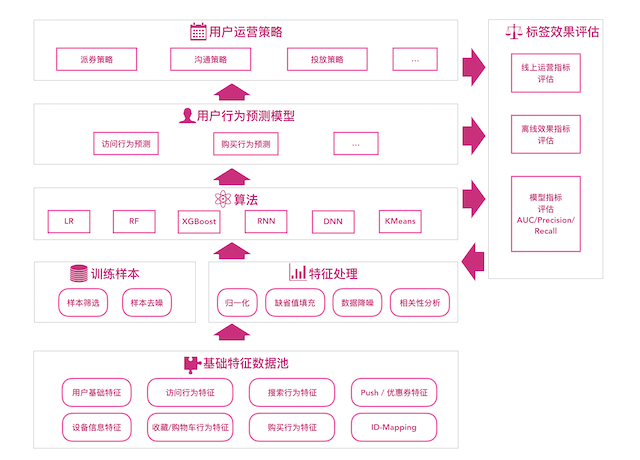 用户运营策略
派券策略
沟通策略
投放策略
...
用户行为预测模型
访问行为预测
购买行为预测
...
算法
LR
RF
XGBoost
RNN
DNN
KMeans
训练样本
样本筛选
样本去噪
特征处理
归一化
缺省值填充
数据降噪
相关性分析
基础特征数据池
用户基础特征
访问行为特征
搜索行为特征
Push / 优惠券特征
设备信息特征
收藏/购物车行为特征
购买行为特征
ID-Mapping
标签效果评估
线上运营指标
评估
离线效果指标
评估
模型指标
评估
AUC/Precision/
Recall